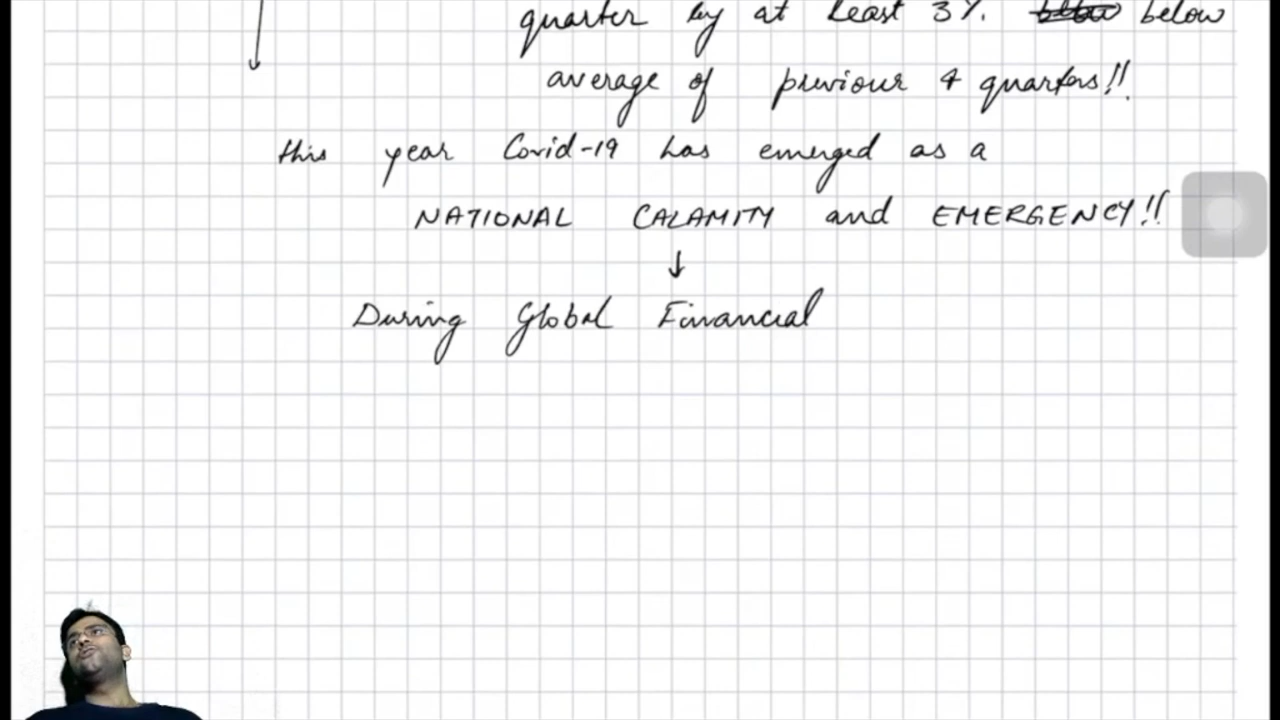 quarter by at least 3% below
average of previour 4 quarters!!
this year Covid-19 has emerged as a
NATIONAL CALAMITY and EMERGENCY!!
During Global Financial